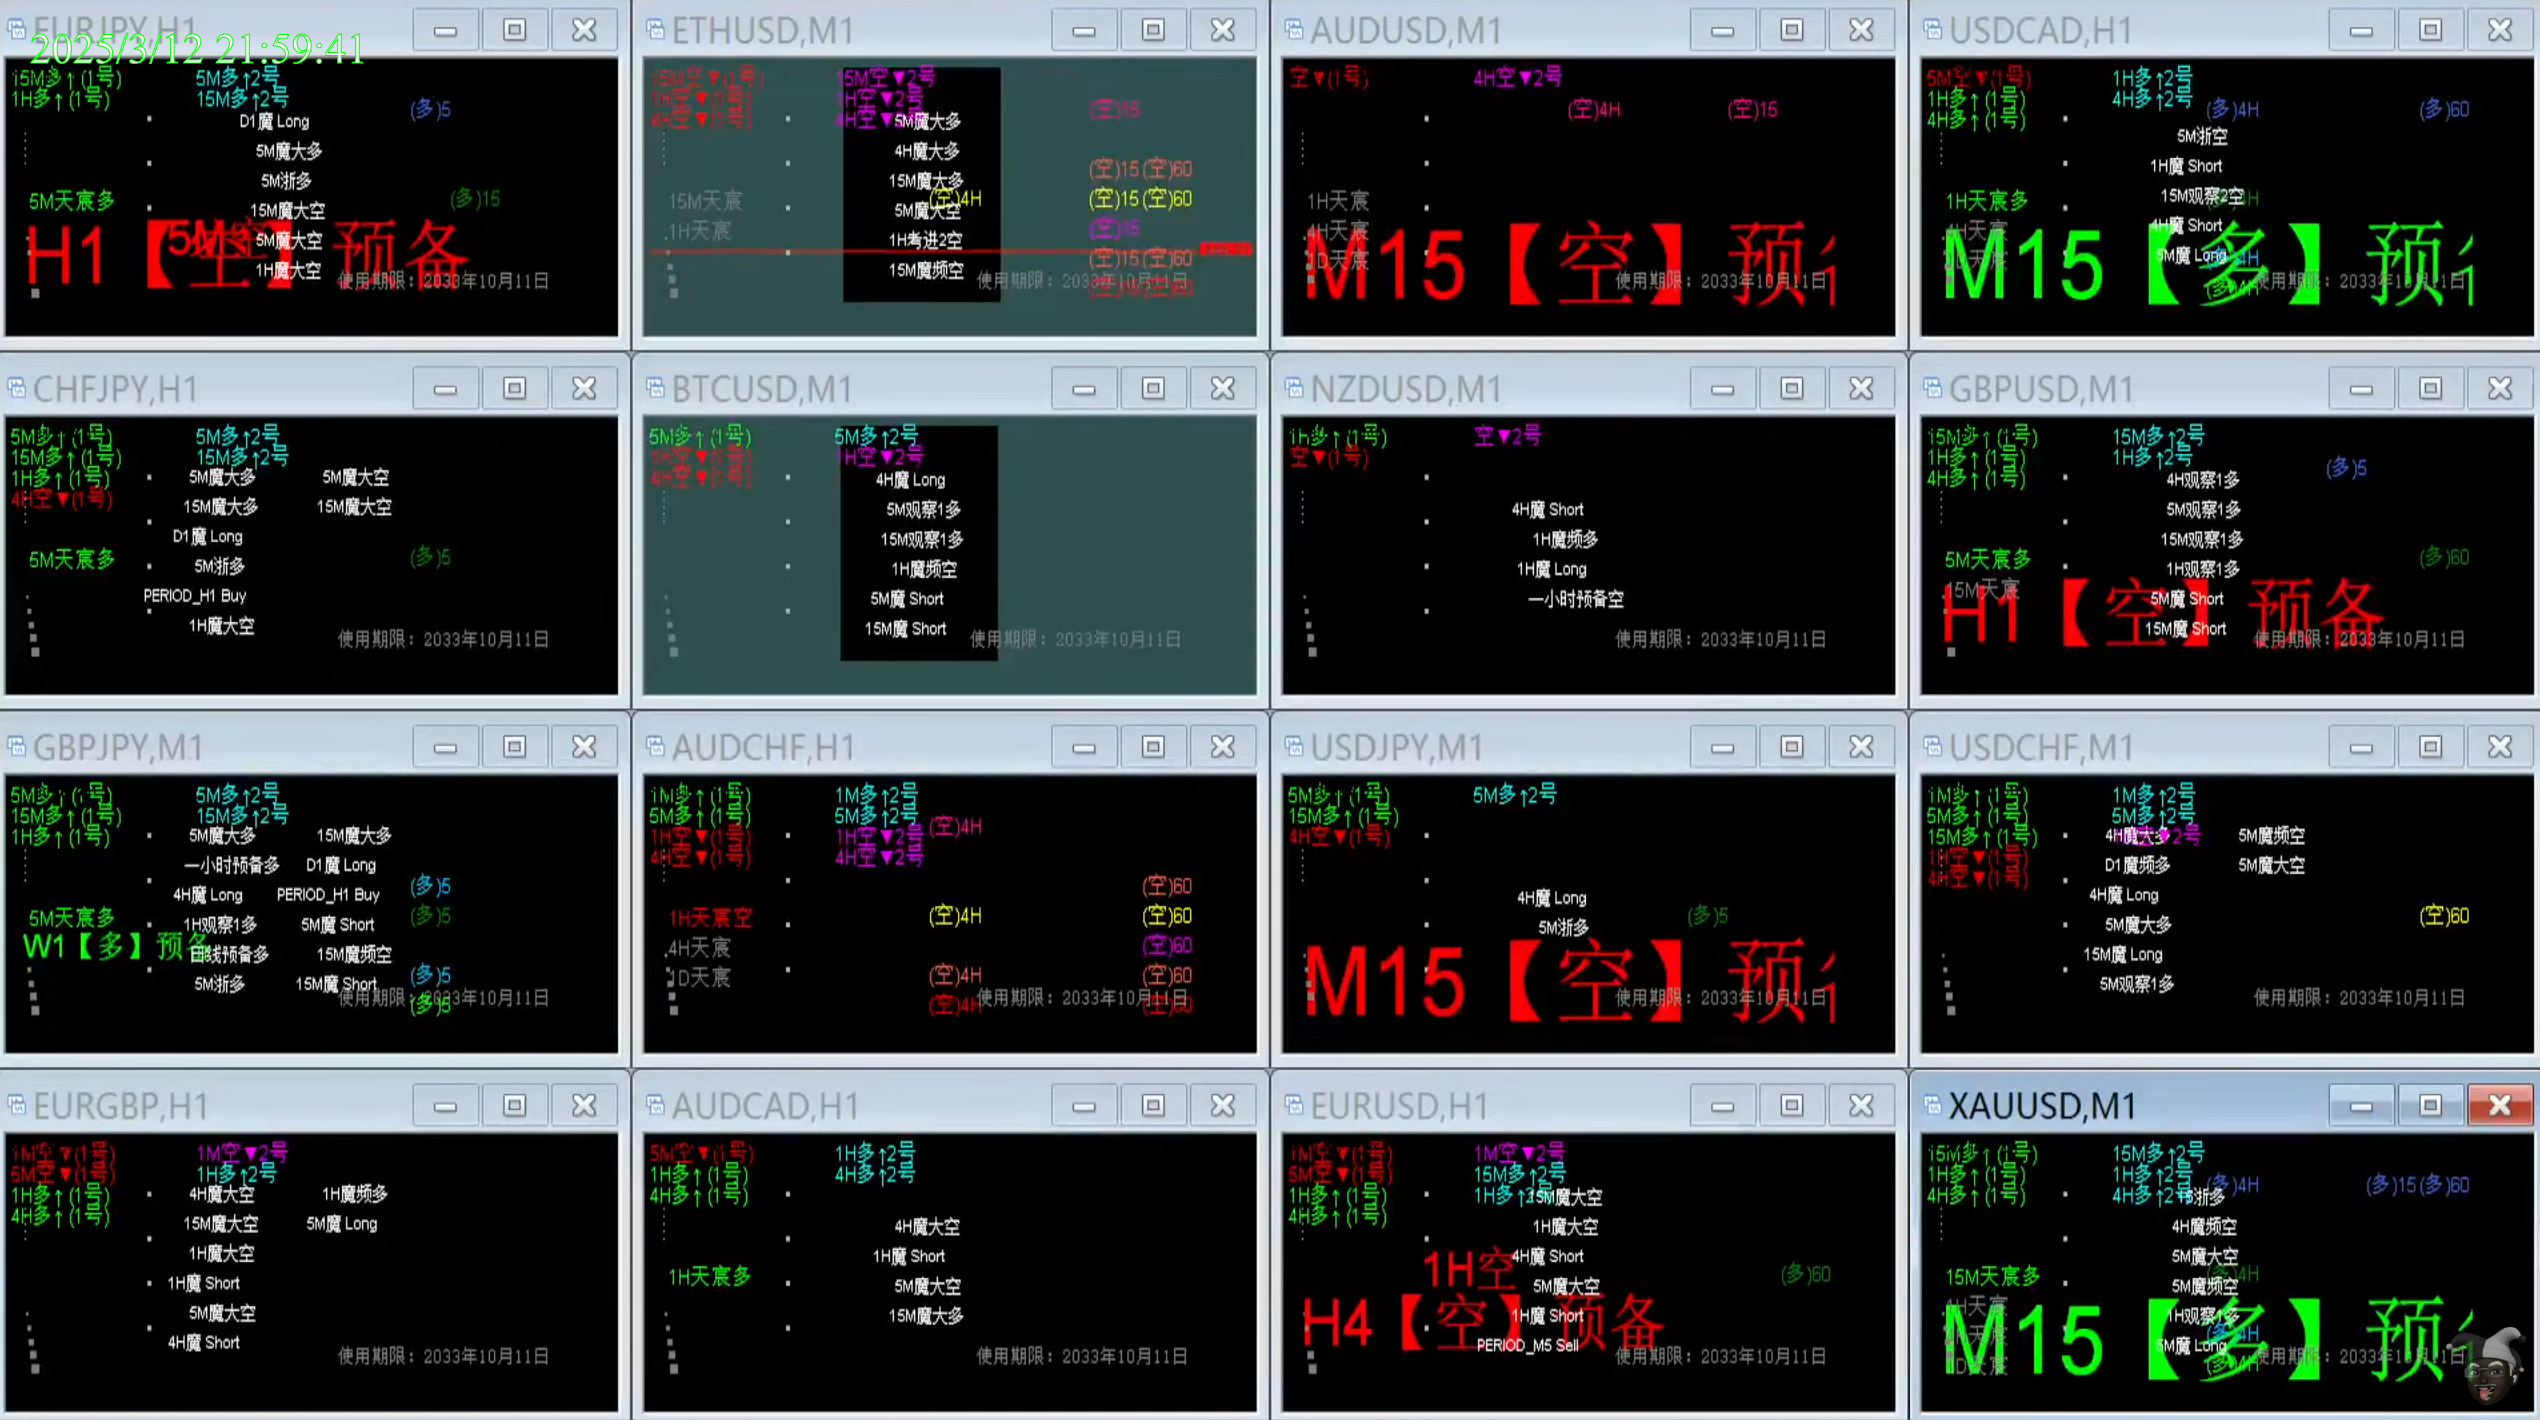 EURJPY,H1
2025/3/12 21:59:41
15M多↑(1号) 5M多↑2号
1H多↑(1号) 15M多↑2号
(多)5
D1魔 Long
5M魔大多
5M浙多
5M天宸多 (多)15
15M魔大空
H1【空】预备
5M魔大空
1H魔大空
使用期限：2033年10月11日
ETHUSD,M1
15M空▼(1号) 15M空▼2号
1H空▼(1号) 1H空▼2号
4H空▼(1号) 4H空▼2号
(空)15
5M魔大多
4H魔大多
(空)15 (空)60
15M魔大多
15M天宸 (空)4H (空)15 (空)60
5M魔大空
1H天宸 (空)15
1H考进2空
(空)15 (空)60
15M魔频空
使用期限：2033年10月11日
AUDUSD,M1
空▼(1号) 4H空▼2号
(空)4H (空)15
1H天宸
4H天宸
1D天宸
M15【空】预
使用期限：2033年10月11日
USDCAD,H1
5M空▼(1号) 1H多↑2号
1H多↑(1号) 4H多↑2号
4H多↑(1号) (多)4H (多)60
5M浙空
1H魔 Short
15M观察2空
1H天宸多
4H魔 Short
4H天宸
M15【多】预
5M魔 Long
使用期限：2033年10月11日
CHFJPY,H1
5M多↑(1号) 5M多↑2号
15M多↑(1号) 15M多↑2号
1H多↑(1号)
4H空▼(1号)
5M魔大多 5M魔大空
15M魔大多 15M魔大空
D1魔 Long
5M天宸多 (多)5
5M浙多
PERIOD_H1 Buy
1H魔大空
使用期限：2033年10月11日
BTCUSD,M1
5M多↑(1号) 5M多↑2号
1H空▼(1号) 1H空▼2号
4H空▼(1号)
4H魔 Long
5M观察1多
15M观察1多
1H魔频空
5M魔 Short
15M魔 Short
使用期限：2033年10月11日
NZDUSD,M1
1H多↑(1号) 空▼2号
空▼(1号)
4H魔 Short
1H魔频多
1H魔 Long
一小时预备空
使用期限：2033年10月11日
GBPUSD,M1
15M多↑(1号) 15M多↑2号
1H多↑(1号) 1H多↑2号
4H多↑(1号)
(多)5
4H观察1多
5M观察1多
15M观察1多
5M天宸多 (多)60
1H观察1多
15M天宸
5M魔 Short
H1【空】预备
15M魔 Short
使用期限：2033年10月11日
GBPJPY,M1
5M多↑(1号) 5M多↑2号
15M多↑(1号) 15M多↑2号
1H多↑(1号)
5M魔大多 15M魔大多
一小时预备多 D1魔 Long
4H魔 Long PERIOD_H1 Buy (多)5
5M天宸多 (多)5
1H观察1多 5M魔 Short
W1【多】预备
日线预备多 15M魔频空
5M浙多 15M魔 Short (多)5
(多)5
使用期限：2033年10月11日
AUDCHF,H1
1M多↑(1号) 1M多↑2号
5M多↑(1号) 5M多↑2号
1H空▼(1号) 1H空▼2号
4H空▼(1号) 4H空▼2号
(空)4H
(空)60
1H天宸空 (空)4H (空)60
4H天宸 (空)60
1D天宸 (空)4H (空)60
(空)4H (空)60
使用期限：2033年10月11日
USDJPY,M1
5M多↑(1号) 5M多↑2号
15M多↑(1号)
4H空▼(1号)
4H魔 Long
(多)5
5M浙多
M15【空】预
使用期限：2033年10月11日
USDCHF,M1
1M多↑(1号) 1M多↑2号
5M多↑(1号) 5M多↑2号
15M多↑(1号)
1H空▼(1号)
4H空▼(1号)
4H魔大多 5M魔频空
D1魔频多 5M魔大空
4H魔 Long
(空)60
5M魔大多
15M魔 Long
5M观察1多
使用期限：2033年10月11日
EURGBP,H1
1M空▼(1号) 1M空▼2号
5M空▼(1号) 1H多↑2号
1H多↑(1号)
4H多↑(1号)
4H魔大空 1H魔频多
15M魔大空 5M魔 Long
1H魔大空
1H魔 Short
5M魔大空
4H魔 Short
使用期限：2033年10月11日
AUDCAD,H1
5M空▼(1号) 1H多↑2号
1H多↑(1号) 4H多↑2号
4H多↑(1号)
4H魔大空
1H魔 Short
1H天宸多
5M魔大空
15M魔大多
使用期限：2033年10月11日
EURUSD,H1
1M空▼(1号) 1M空▼2号
5M空▼(1号) 15M多↑2号
1H多↑(1号) 1H多↑2号
4H多↑(1号)
15M魔大空
1H魔大空
1H空
4H魔 Short
(多)60
5M魔大空
H4【空】预备
1H魔 Short
PERIOD_M5 Sell
使用期限：2033年10月11日
XAUUSD,M1
15M多↑(1号) 15M多↑2号
1H多↑(1号) 1H多↑2号
4H多↑(1号) 4H多↑2号
(多)4H (多)15 (多)60
4H魔频空
5M魔大空
15M天宸多
5M魔频空
4H天宸
1H观察1多
M15【多】预
5M魔 Long
使用期限：2033年10月11日